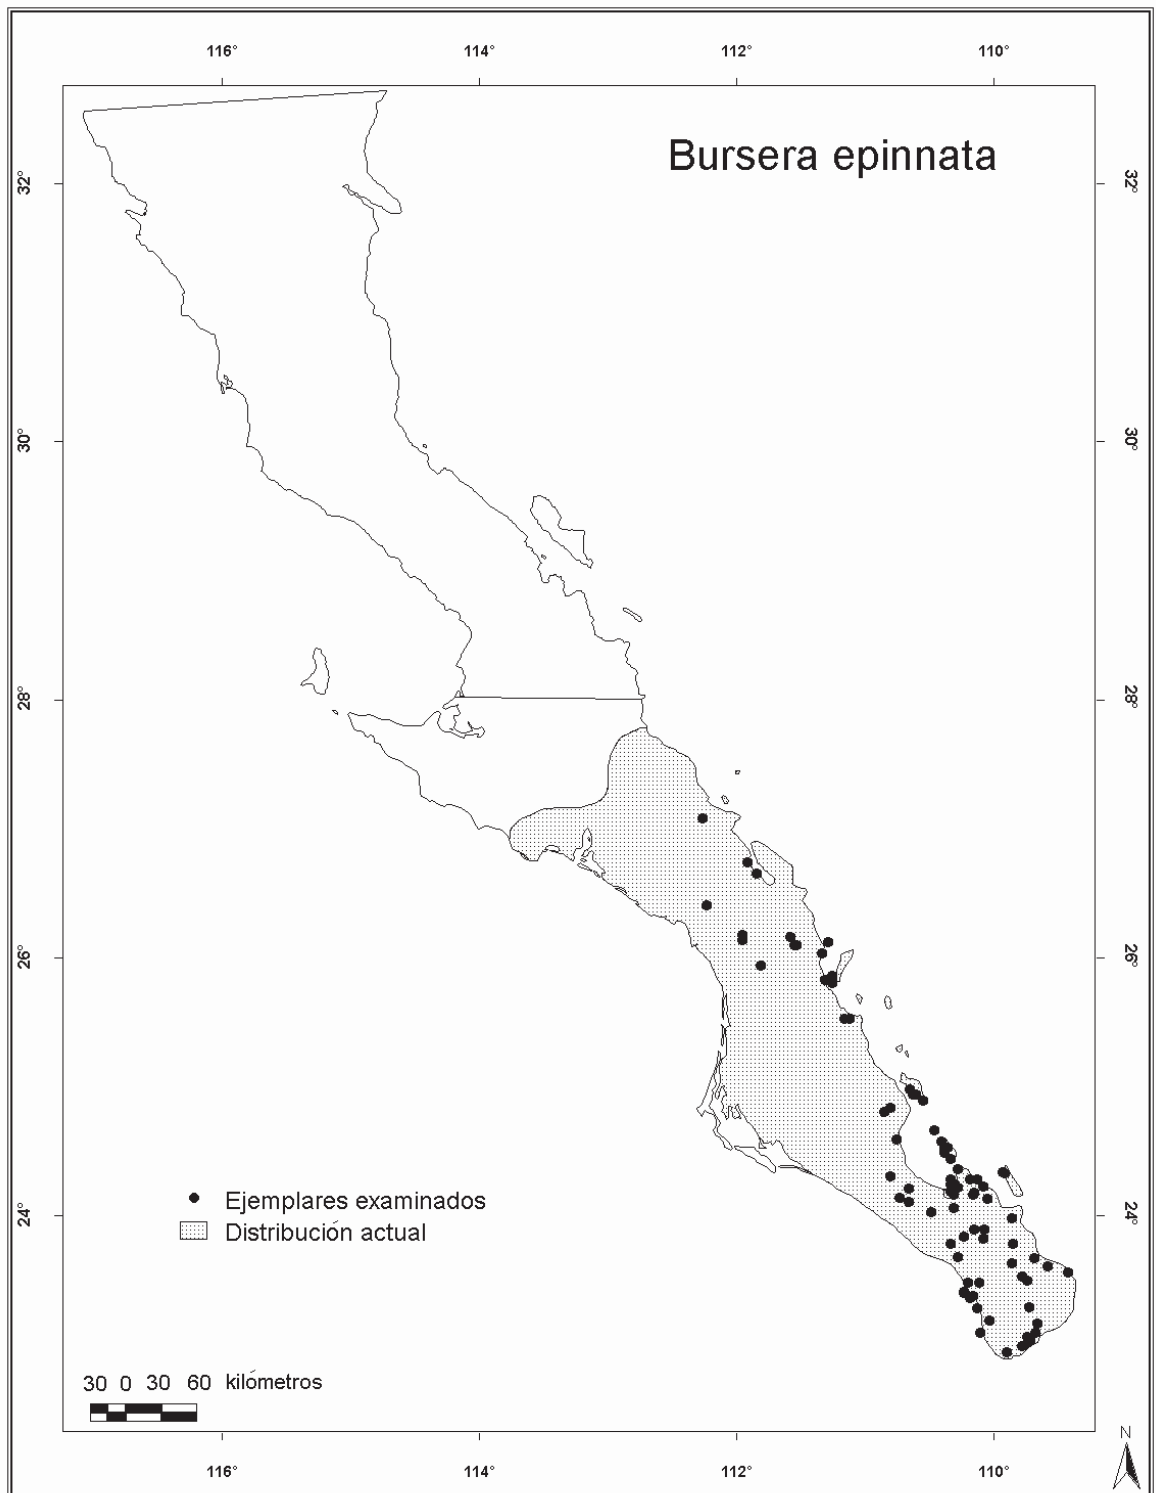 116° 114° 112° 110°
Bursera epinnata
32° 32°
30° 30°
28° 28°
26° 26°
24° 24°
Ejemplares examinados
Distribución actual
30 0 30 60 kilómetros
N
116° 114° 112° 110°